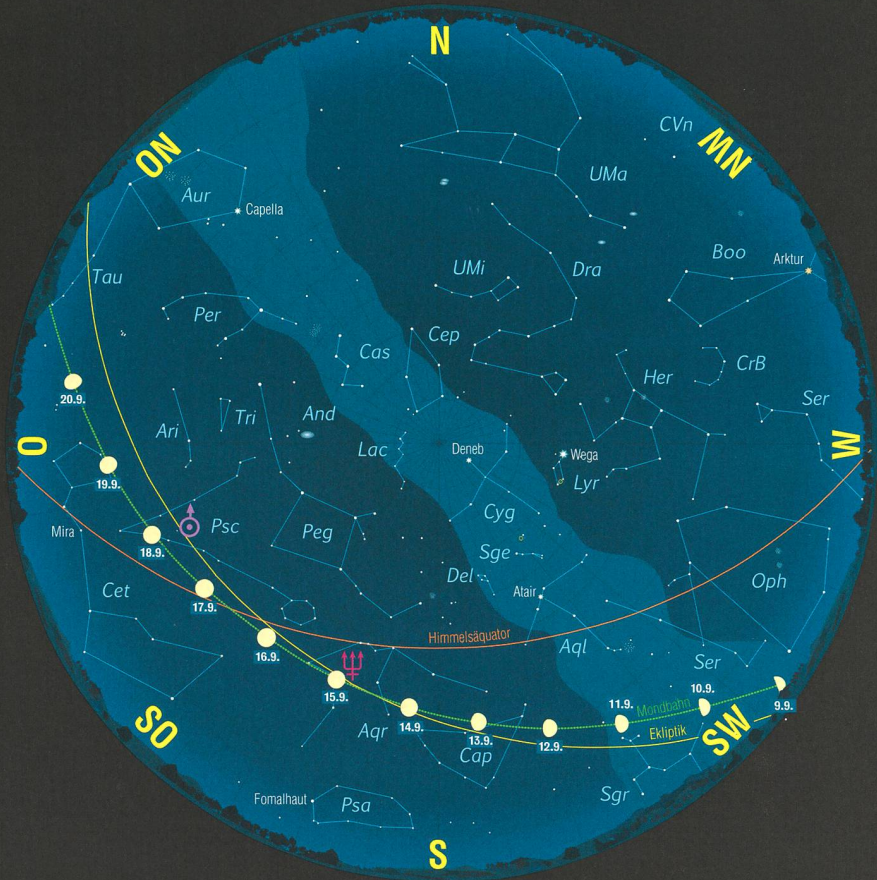 N
NO
NW
CVn
UMa
Aur
Capella
Boo
Arktur
UMi
Dra
Tau
Per
Cep
Cas
CrB
Her
Ser
20.9.
Ari
Tri
And
O
W
Lac
Deneb
Wega
Lyr
19.9.
Cyg
Psc
Peg
Mira
18.9.
Sge
Del
Oph
Cet
Atair
17.9.
Himmelsäquator
Aql
16.9.
Ser
15.9.
10.9.
11.9.
Mondbahn
9.9.
SO
SW
14.9.
Aqr
Ekliptik
13.9.
12.9.
Cap
Sgr
Fomalhaut
Psa
S